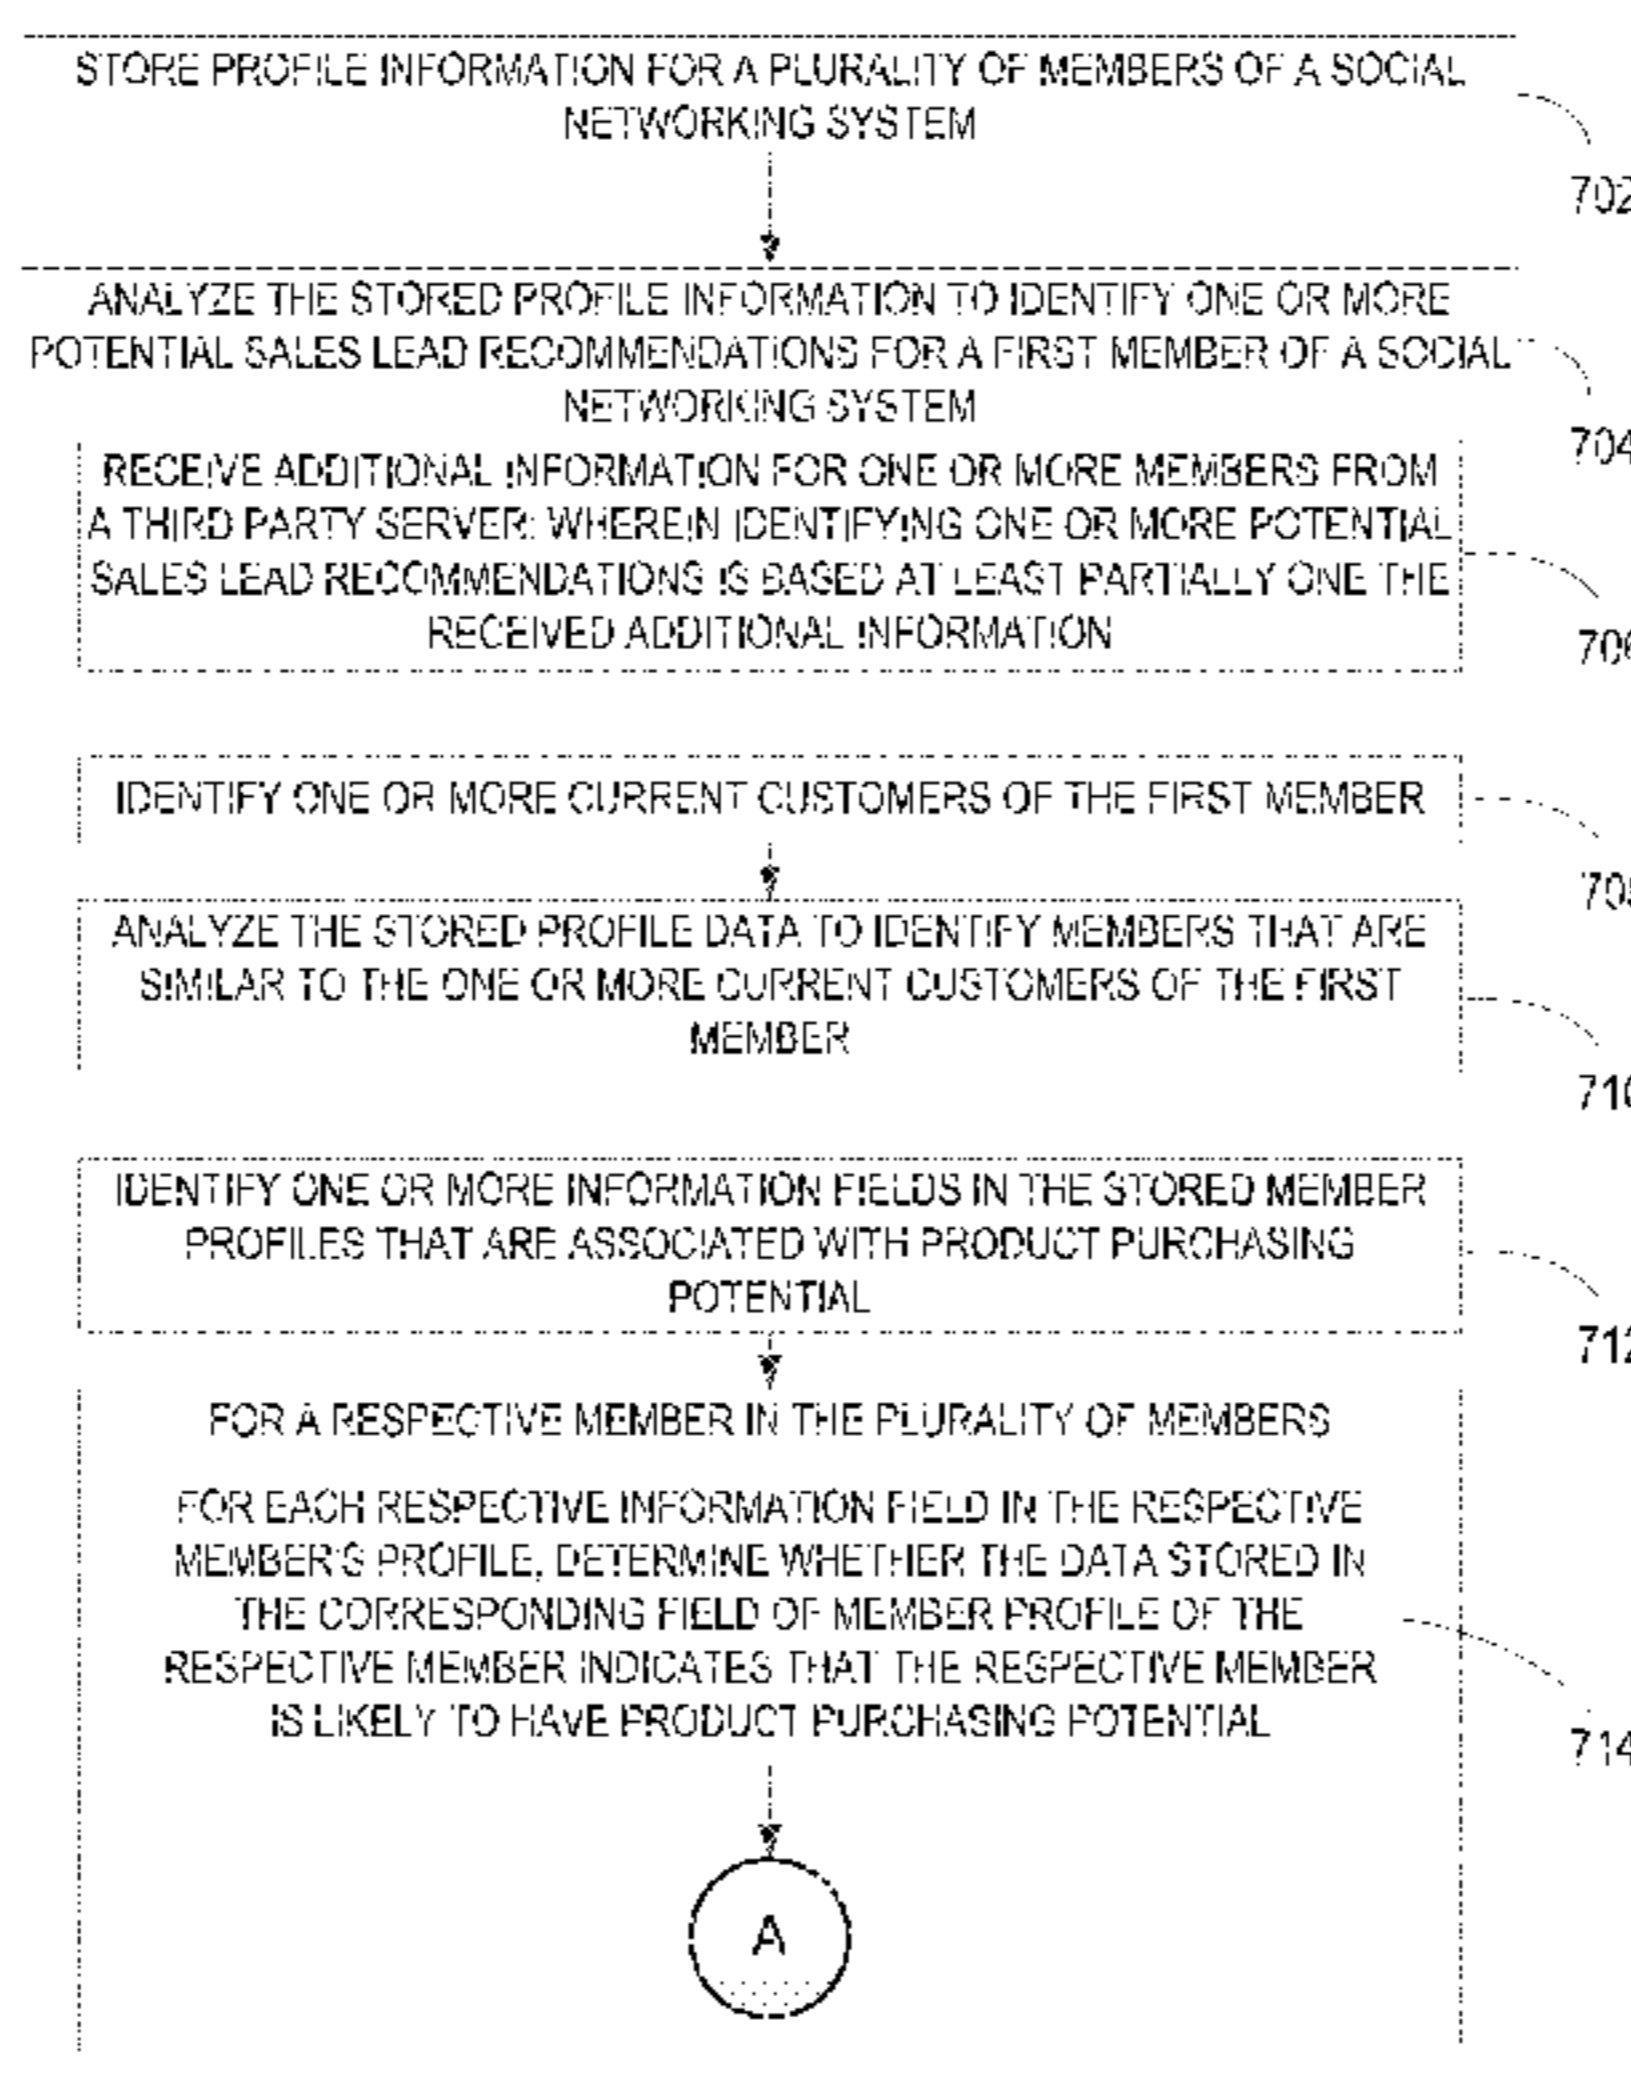 STORE PROFILE INFORMATION FOR A PLURALITY OF MEMBERS OF A SOCIAL
NETWORKING SYSTEM
702
ANALYZE THE STORED PROFILE INFORMATION TO IDENTIFY ONE OR MORE
POTENTIAL SALES LEAD RECOMMENDATIONS FOR A FIRST MEMBER OF A SOCIAL
NETWORKING SYSTEM
704
RECEIVE ADDITIONAL INFORMATION FOR ONE OR MORE MEMBERS FROM
A THIRD PARTY SERVER; WHEREIN IDENTIFYING ONE OR MORE POTENTIAL
SALES LEAD RECOMMENDATIONS IS BASED AT LEAST PARTIALLY ONE THE
RECEIVED ADDITIONAL INFORMATION
706
IDENTIFY ONE OR MORE CURRENT CUSTOMERS OF THE FIRST MEMBER
708
ANALYZE THE STORED PROFILE DATA TO IDENTIFY MEMBERS THAT ARE
SIMILAR TO THE ONE OR MORE CURRENT CUSTOMERS OF THE FIRST
MEMBER
710
IDENTIFY ONE OR MORE INFORMATION FIELDS IN THE STORED MEMBER
PROFILES THAT ARE ASSOCIATED WITH PRODUCT PURCHASING
POTENTIAL
712
FOR A RESPECTIVE MEMBER IN THE PLURALITY OF MEMBERS
FOR EACH RESPECTIVE INFORMATION FIELD IN THE RESPECTIVE
MEMBER'S PROFILE, DETERMINE WHETHER THE DATA STORED IN
THE CORRESPONDING FIELD OF MEMBER PROFILE OF THE
RESPECTIVE MEMBER INDICATES THAT THE RESPECTIVE MEMBER
IS LIKELY TO HAVE PRODUCT PURCHASING POTENTIAL
714
A